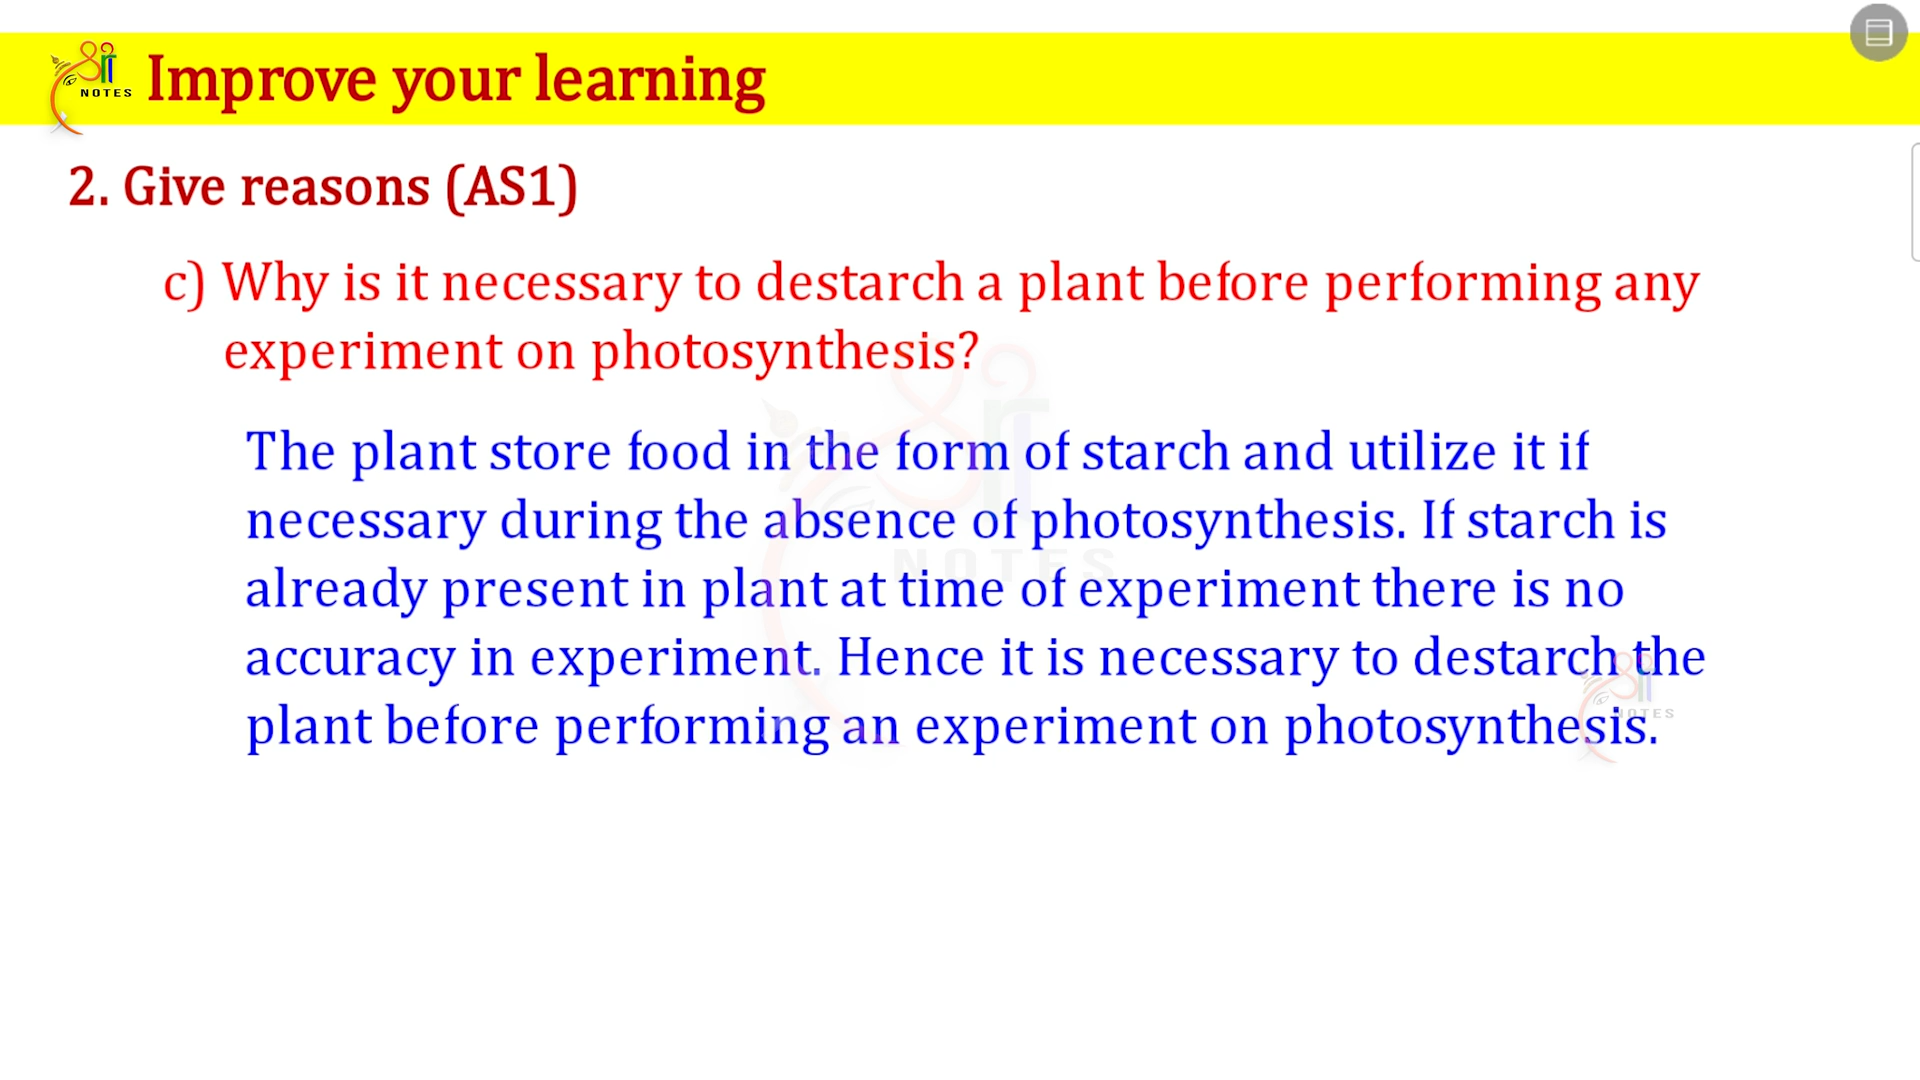 श्री
NOTES
Improve your learning
2. Give reasons (AS1)
c) Why is it necessary to destarch a plant before performing any
experiment on photosynthesis?
The plant store food in the form of starch and utilize it if
necessary during the absence of photosynthesis. If starch is
already present in plant at time of experiment there is no
accuracy in experiment. Hence it is necessary to destarch the
plant before performing an experiment on photosynthesis.
NOTES
NOTES